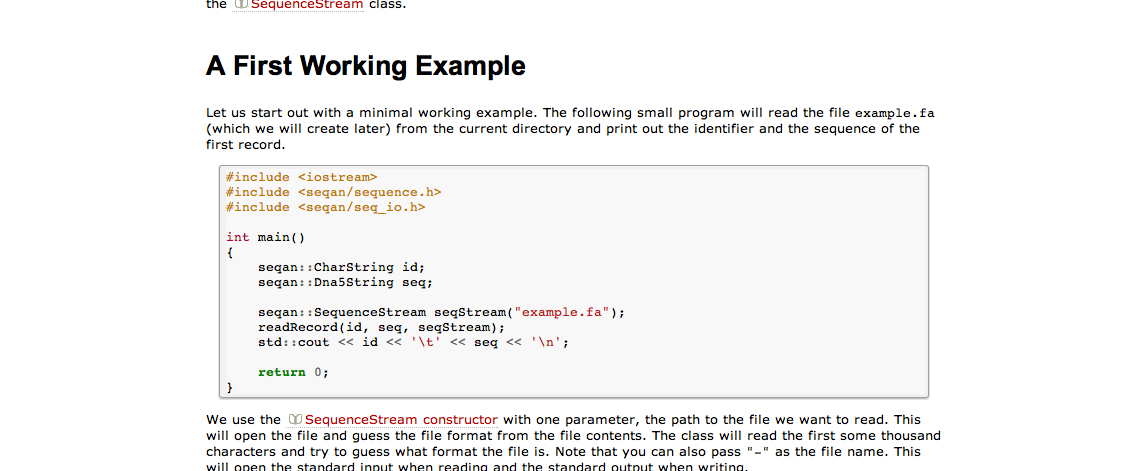 the SequenceStream class.
A First Working Example
Let us start out with a minimal working example. The following small program will read the file example.fa
(which we will create later) from the current directory and print out the identifier and the sequence of the
first record.
#include <iostream>
#include <seqan/sequence.h>
#include <seqan/seq_io.h>
int main()
{
    seqan::CharString id;
    seqan::Dna5String seq;
    seqan::SequenceStream seqStream("example.fa");
    readRecord(id, seq, seqStream);
    std::cout << id << '\t' << seq << '\n';
    return 0;
}
We use the SequenceStream constructor with one parameter, the path to the file we want to read. This
will open the file and guess the file format from the file contents. The class will read the first some thousand
characters and try to guess what format the file is. Note that you can also pass "-" as the file name. This
will open the standard input when reading and the standard output when writing.